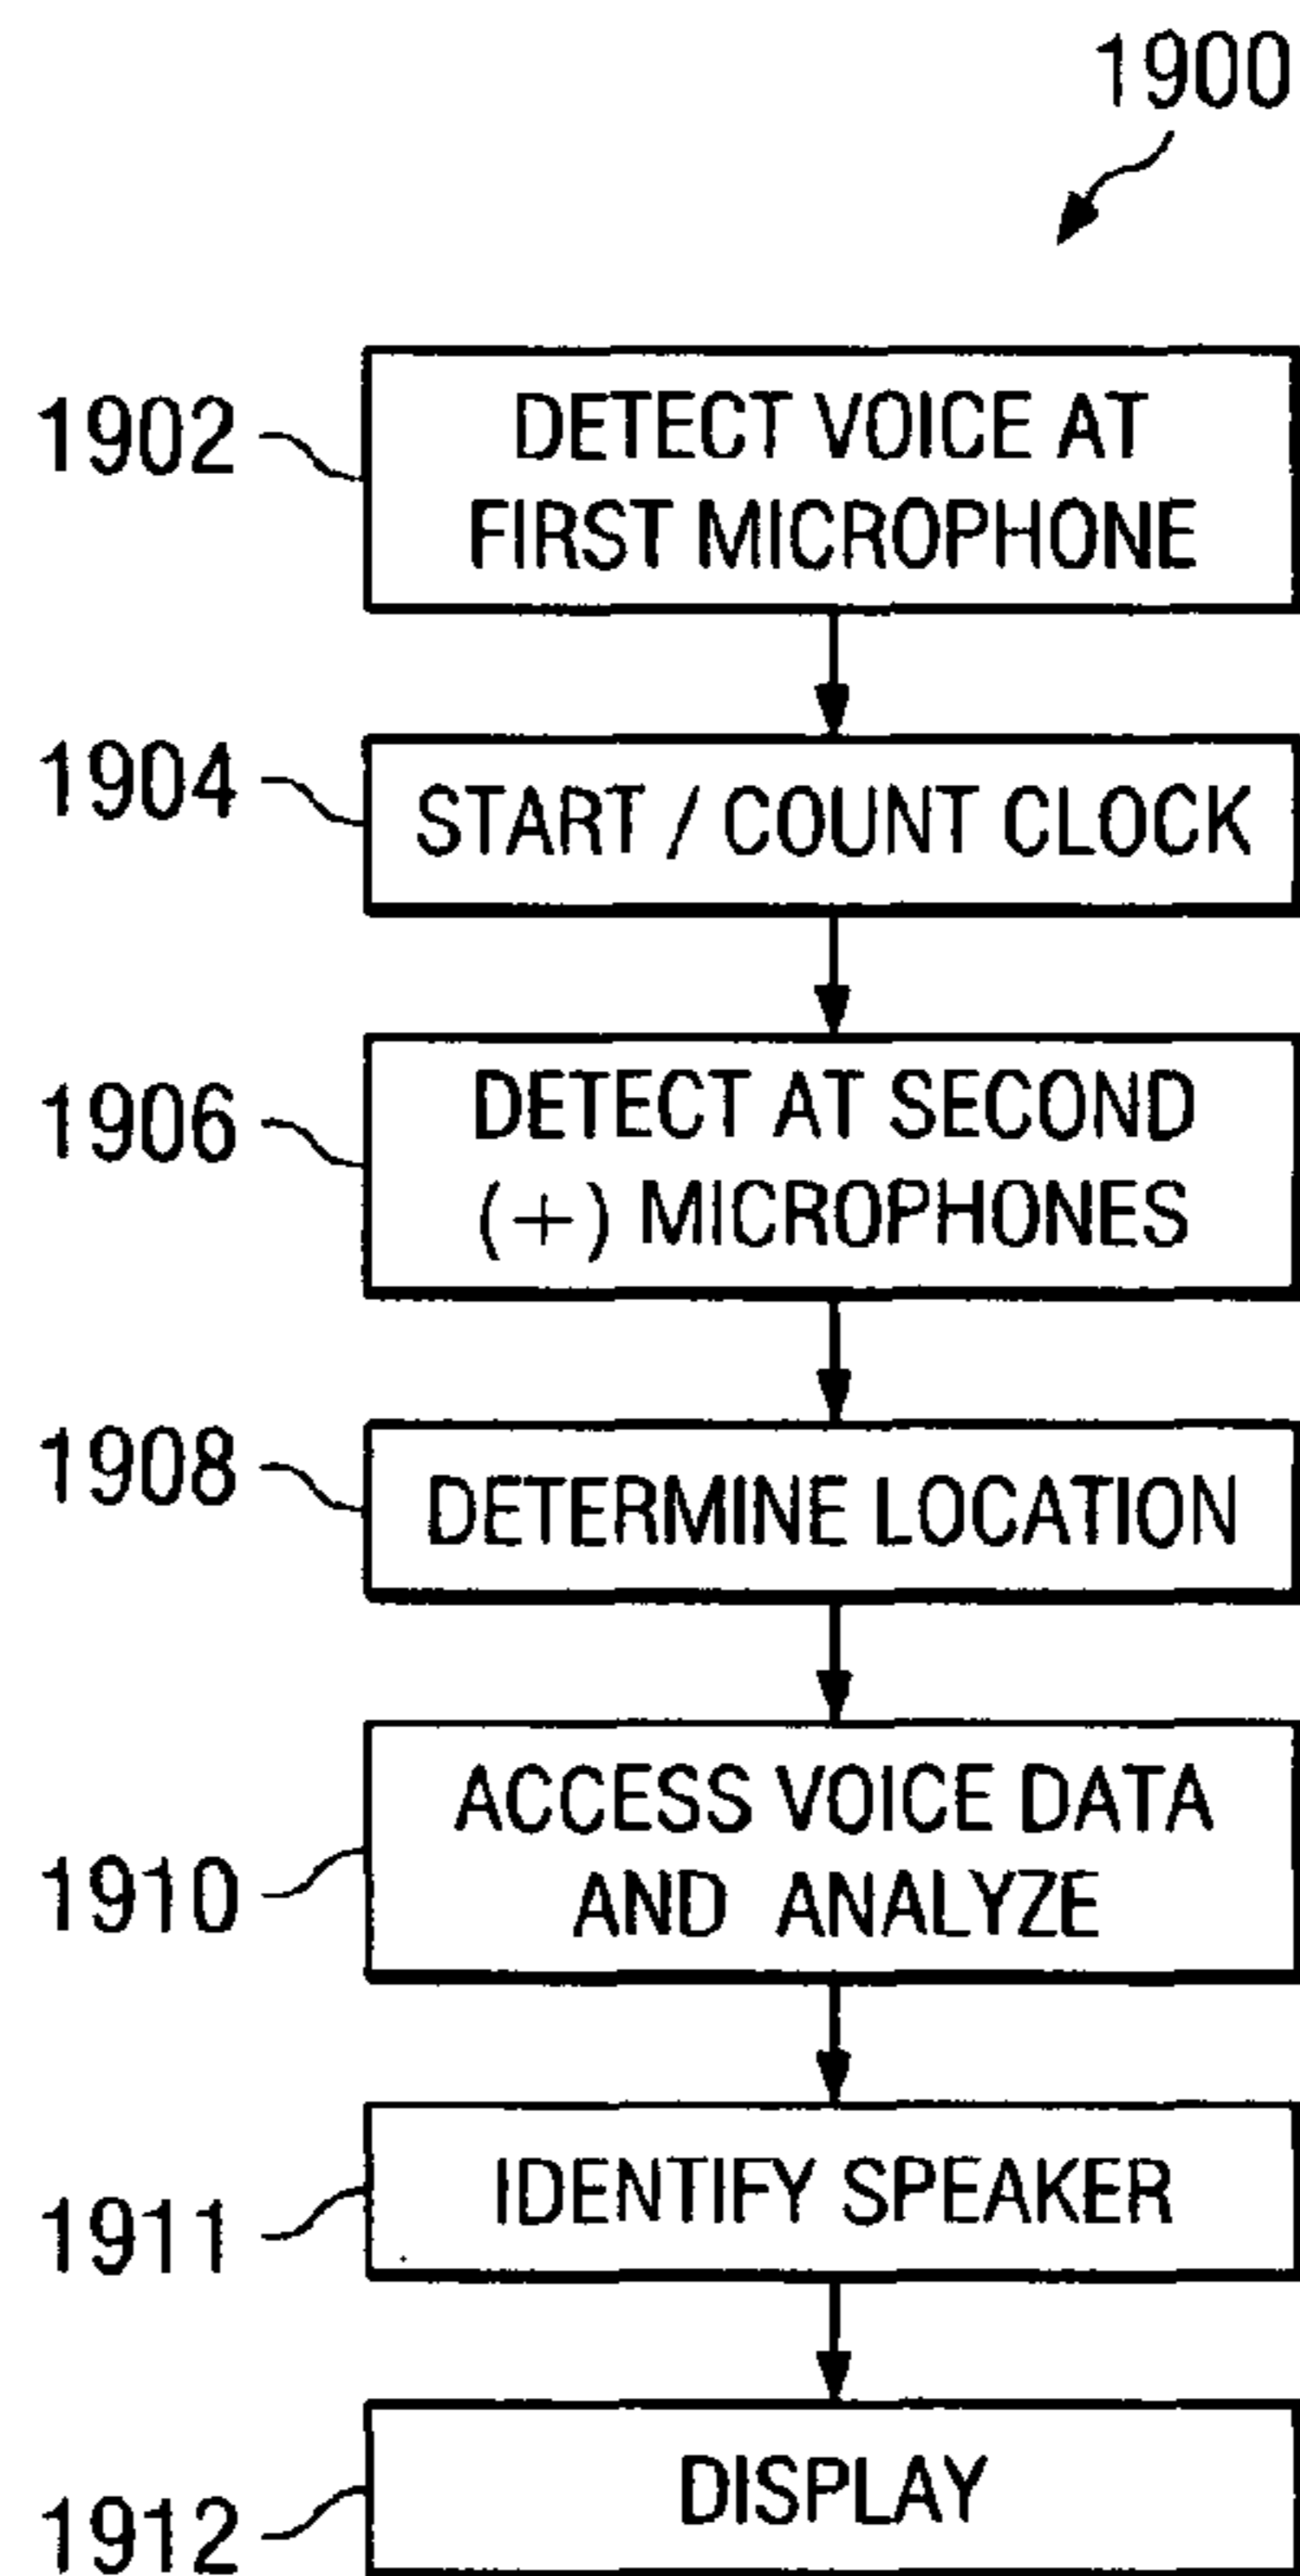 1900
1902
DETECT VOICE AT
FIRST MICROPHONE
1904
START / COUNT CLOCK
1906
DETECT AT SECOND
(+) MICROPHONES
1908
DETERMINE LOCATION
1910
ACCESS VOICE DATA
AND ANALYZE
1911
IDENTIFY SPEAKER
1912
DISPLAY